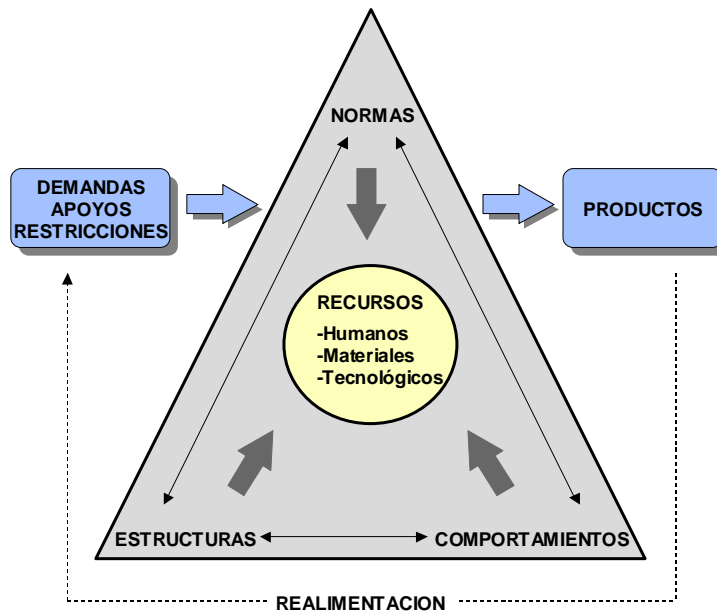 NORMAS
DEMANDAS
APOYOS
RESTRICCIONES
PRODUCTOS
RECURSOS
-Humanos
-Materiales
-Tecnológicos
ESTRUCTURAS
COMPORTAMIENTOS
REALIMENTACION